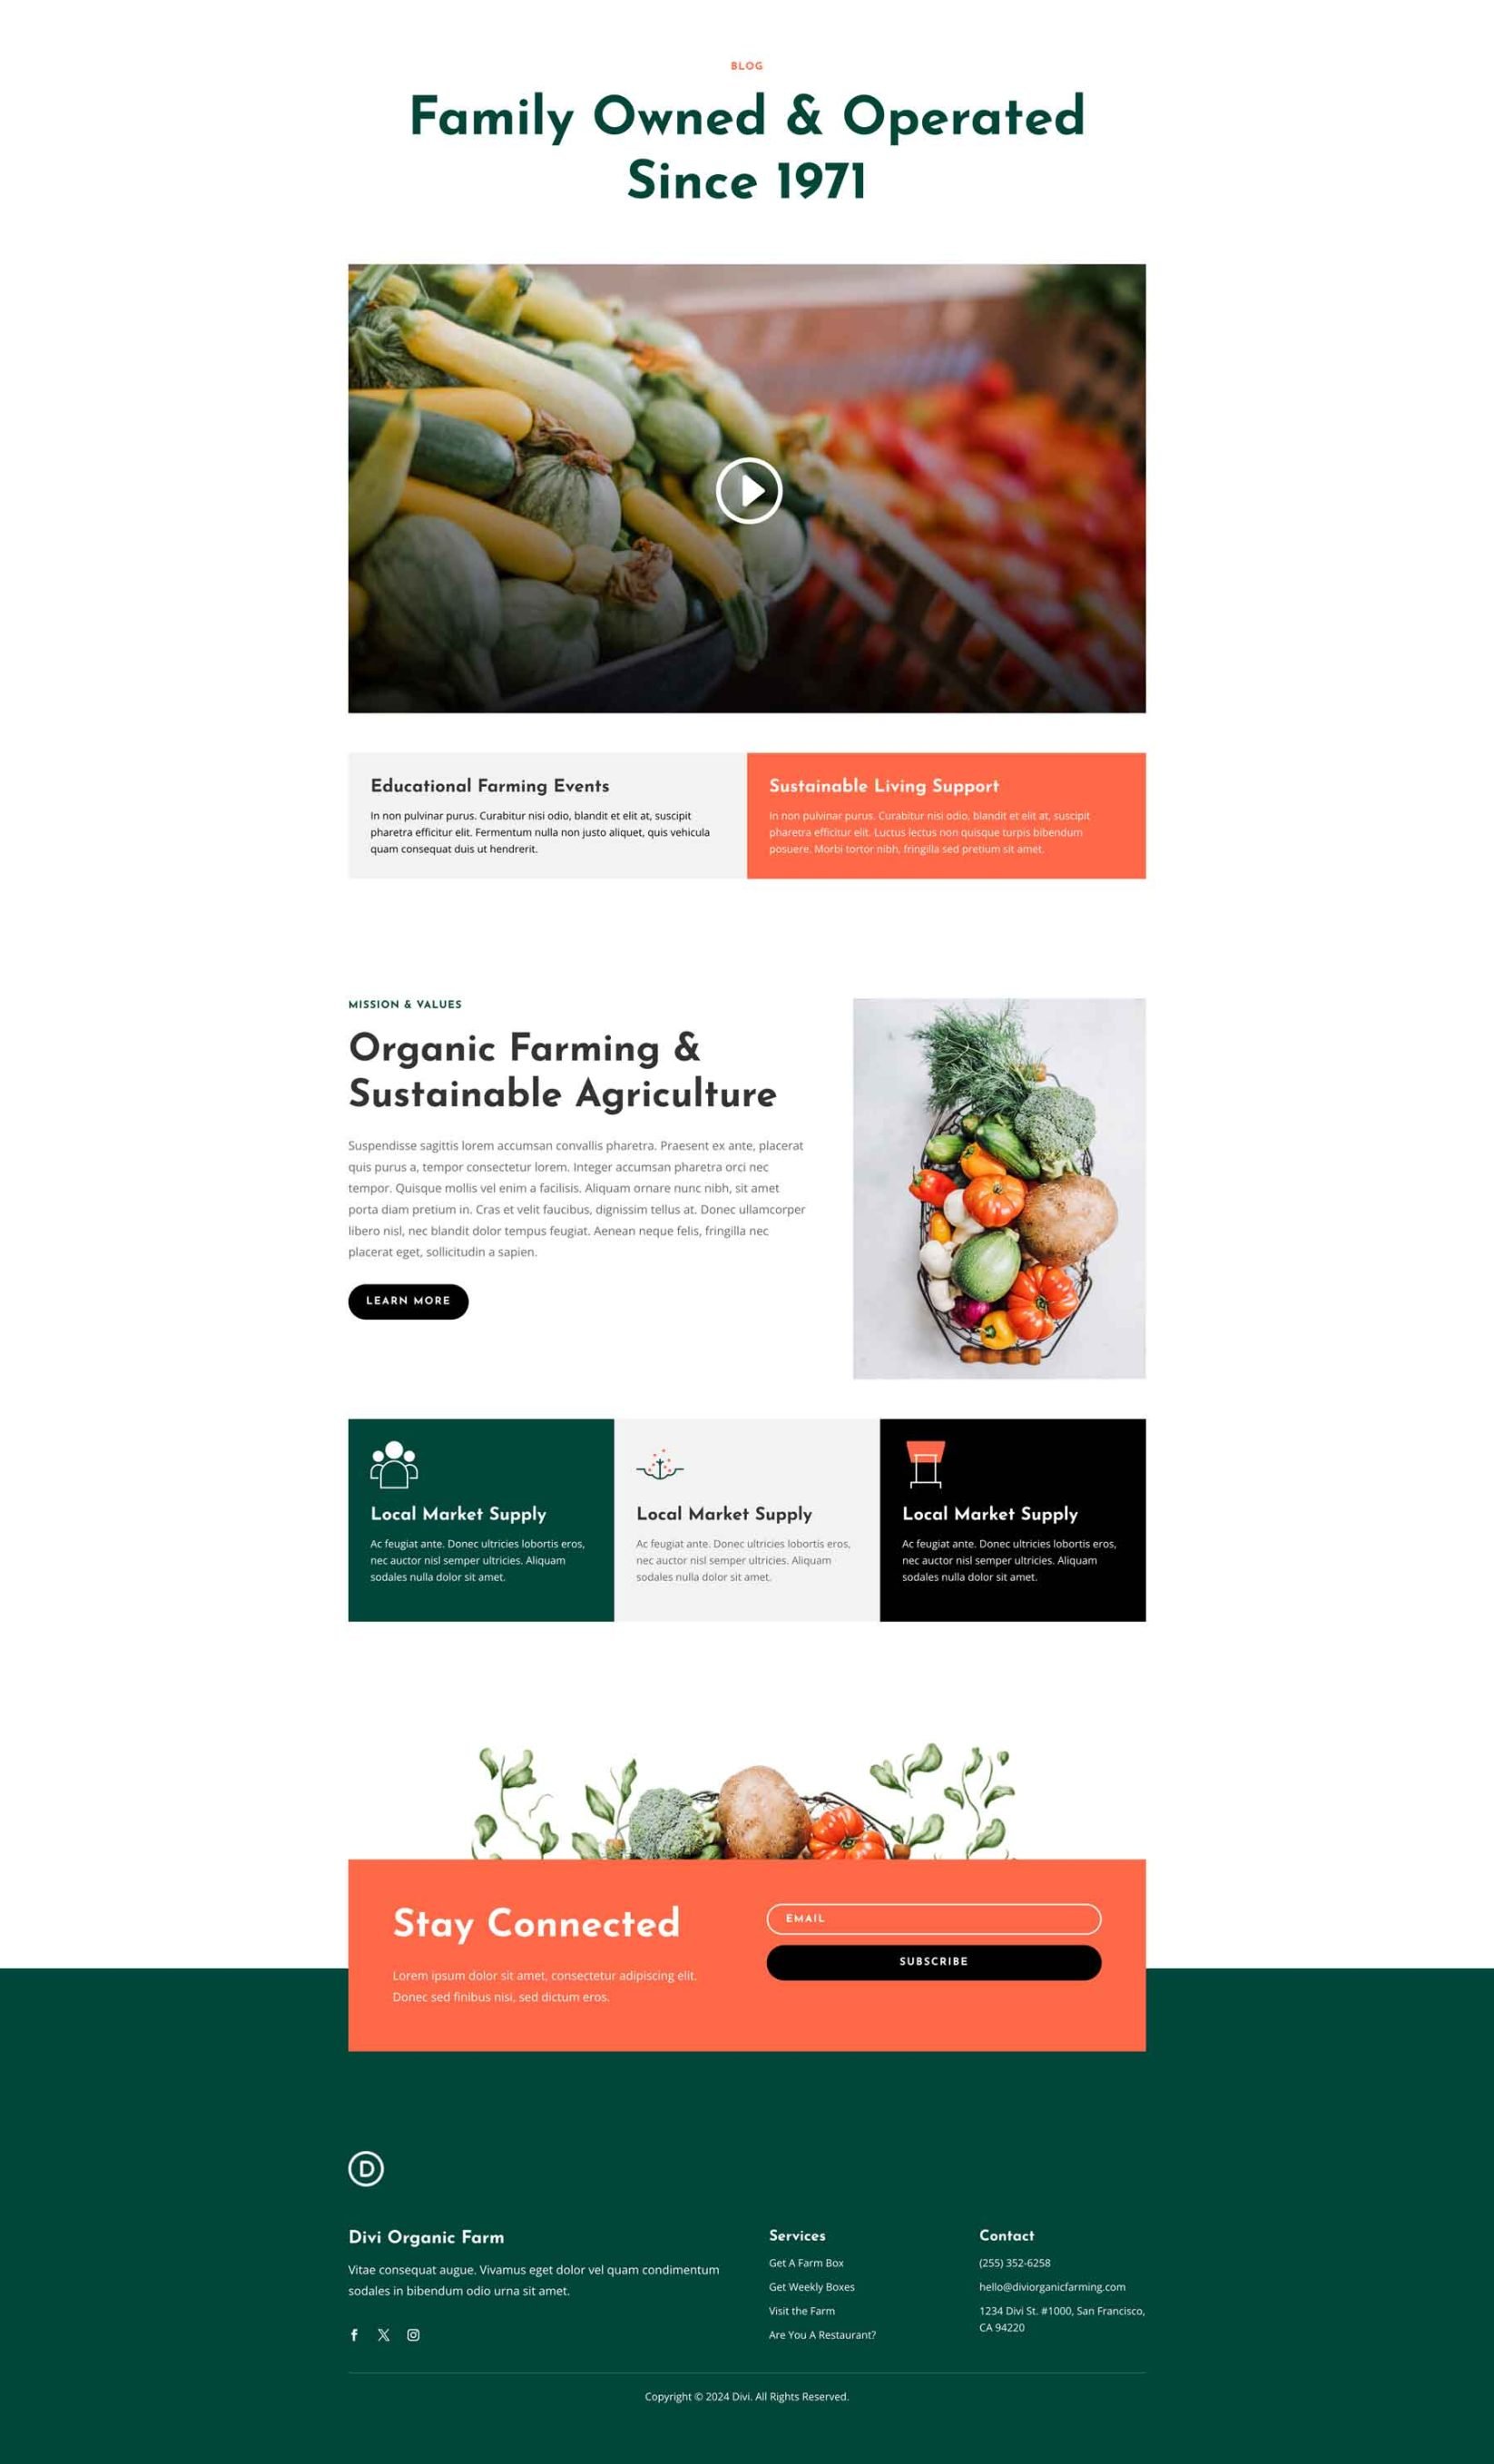 BLOG
Family Owned & Operated
Since 1971
Educational Farming Events
In non pulvinar purus. Curabitur nisi odio, blandit et elit at, suscipit
pharetra efficitur elit. Fermentum nulla non justo aliquet, quis vehicula
quam consequat duis ut hendrerit.
Sustainable Living Support
In non pulvinar purus. Curabitur nisi odio, blandit et elit at, suscipit
pharetra efficitur elit. Luctus lectus non quisque turpis bibendum
posuere. Morbi tortor nibh, fringilla sed pretium sit amet.
MISSION & VALUES
Organic Farming &
Sustainable Agriculture
Suspendisse sagittis lorem accumsan convallis pharetra. Praesent ex ante, placerat
quis purus a, tempor consectetur lorem. Integer accumsan pharetra orci nec
tempor. Quisque mollis vel enim a facilisis. Aliquam ornare nunc nibh, sit amet
porta diam pretium in. Cras et velit faucibus, dignissim tellus at. Donec ullamcorper
libero nisl, nec blandit dolor tempus feugiat. Aenean neque felis, fringilla nec
placerat eget, sollicitudin a sapien.
LEARN MORE
Local Market Supply
Ac feugiat ante. Donec ultricies lobortis eros,
nec auctor nisl semper ultricies. Aliquam
sodales nulla dolor sit amet.
Local Market Supply
Ac feugiat ante. Donec ultricies lobortis eros,
nec auctor nisl semper ultricies. Aliquam
sodales nulla dolor sit amet.
Local Market Supply
Ac feugiat ante. Donec ultricies lobortis eros,
nec auctor nisl semper ultricies. Aliquam
sodales nulla dolor sit amet.
Stay Connected
Lorem ipsum dolor sit amet, consectetur adipiscing elit.
Donec sed finibus nisi, sed dictum eros.
EMAIL
SUBSCRIBE
D
Divi Organic Farm
Vitae consequat augue. Vivamus eget dolor vel quam condimentum
sodales in bibendum odio urna sit amet.
Services
Get A Farm Box
Get Weekly Boxes
Visit the Farm
Are You A Restaurant?
Contact
(255) 352-6258
hello@diviorganicfarming.com
1234 Divi St. #1000, San Francisco,
CA 94220
Copyright © 2024 Divi. All Rights Reserved.